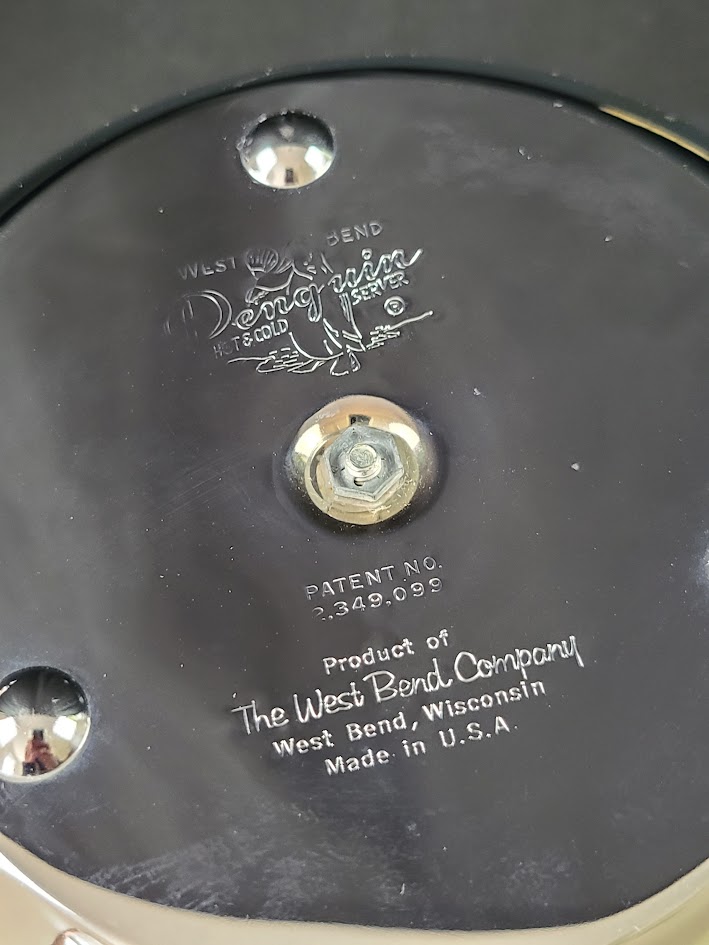 WEST BEND
Penguin
HOT & COLD SERVER
®
PATENT NO.
2,349,099
Product of
The West Bend Company
West Bend, Wisconsin
Made in U.S.A.